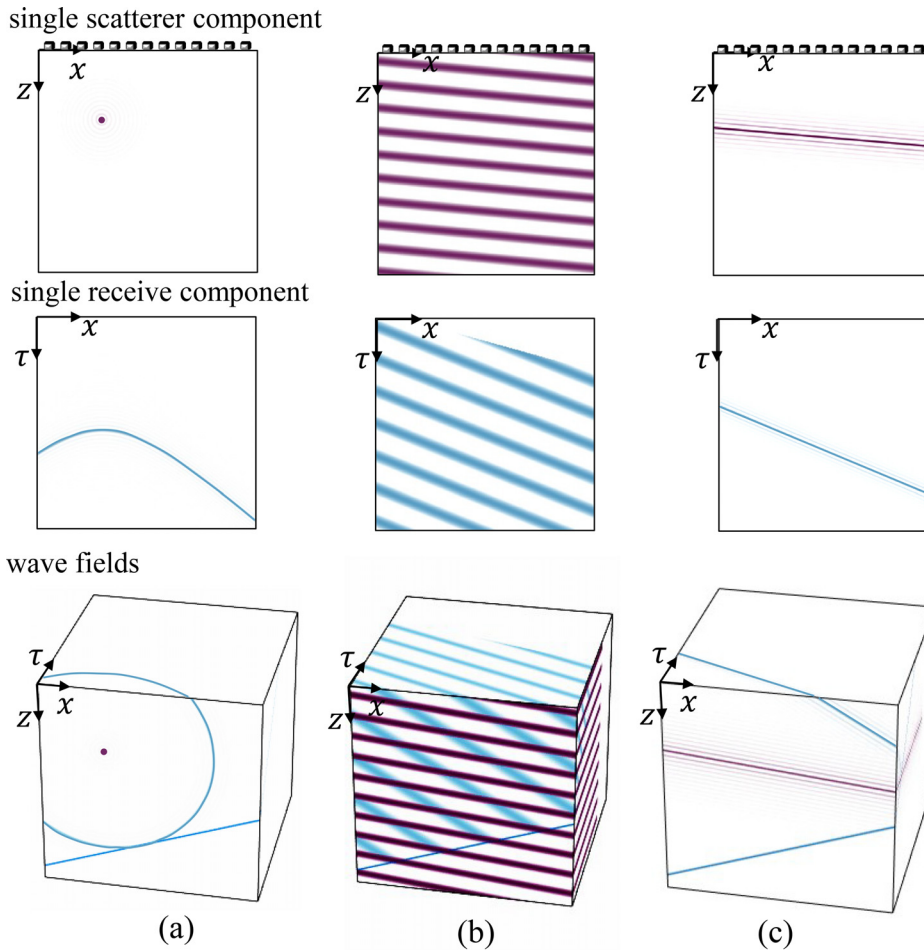 single scatterer component
x x x
z z z
single receive component
x x x
τ τ τ
wave fields
τ τ τ
x x x
z z z
(a) (b) (c)